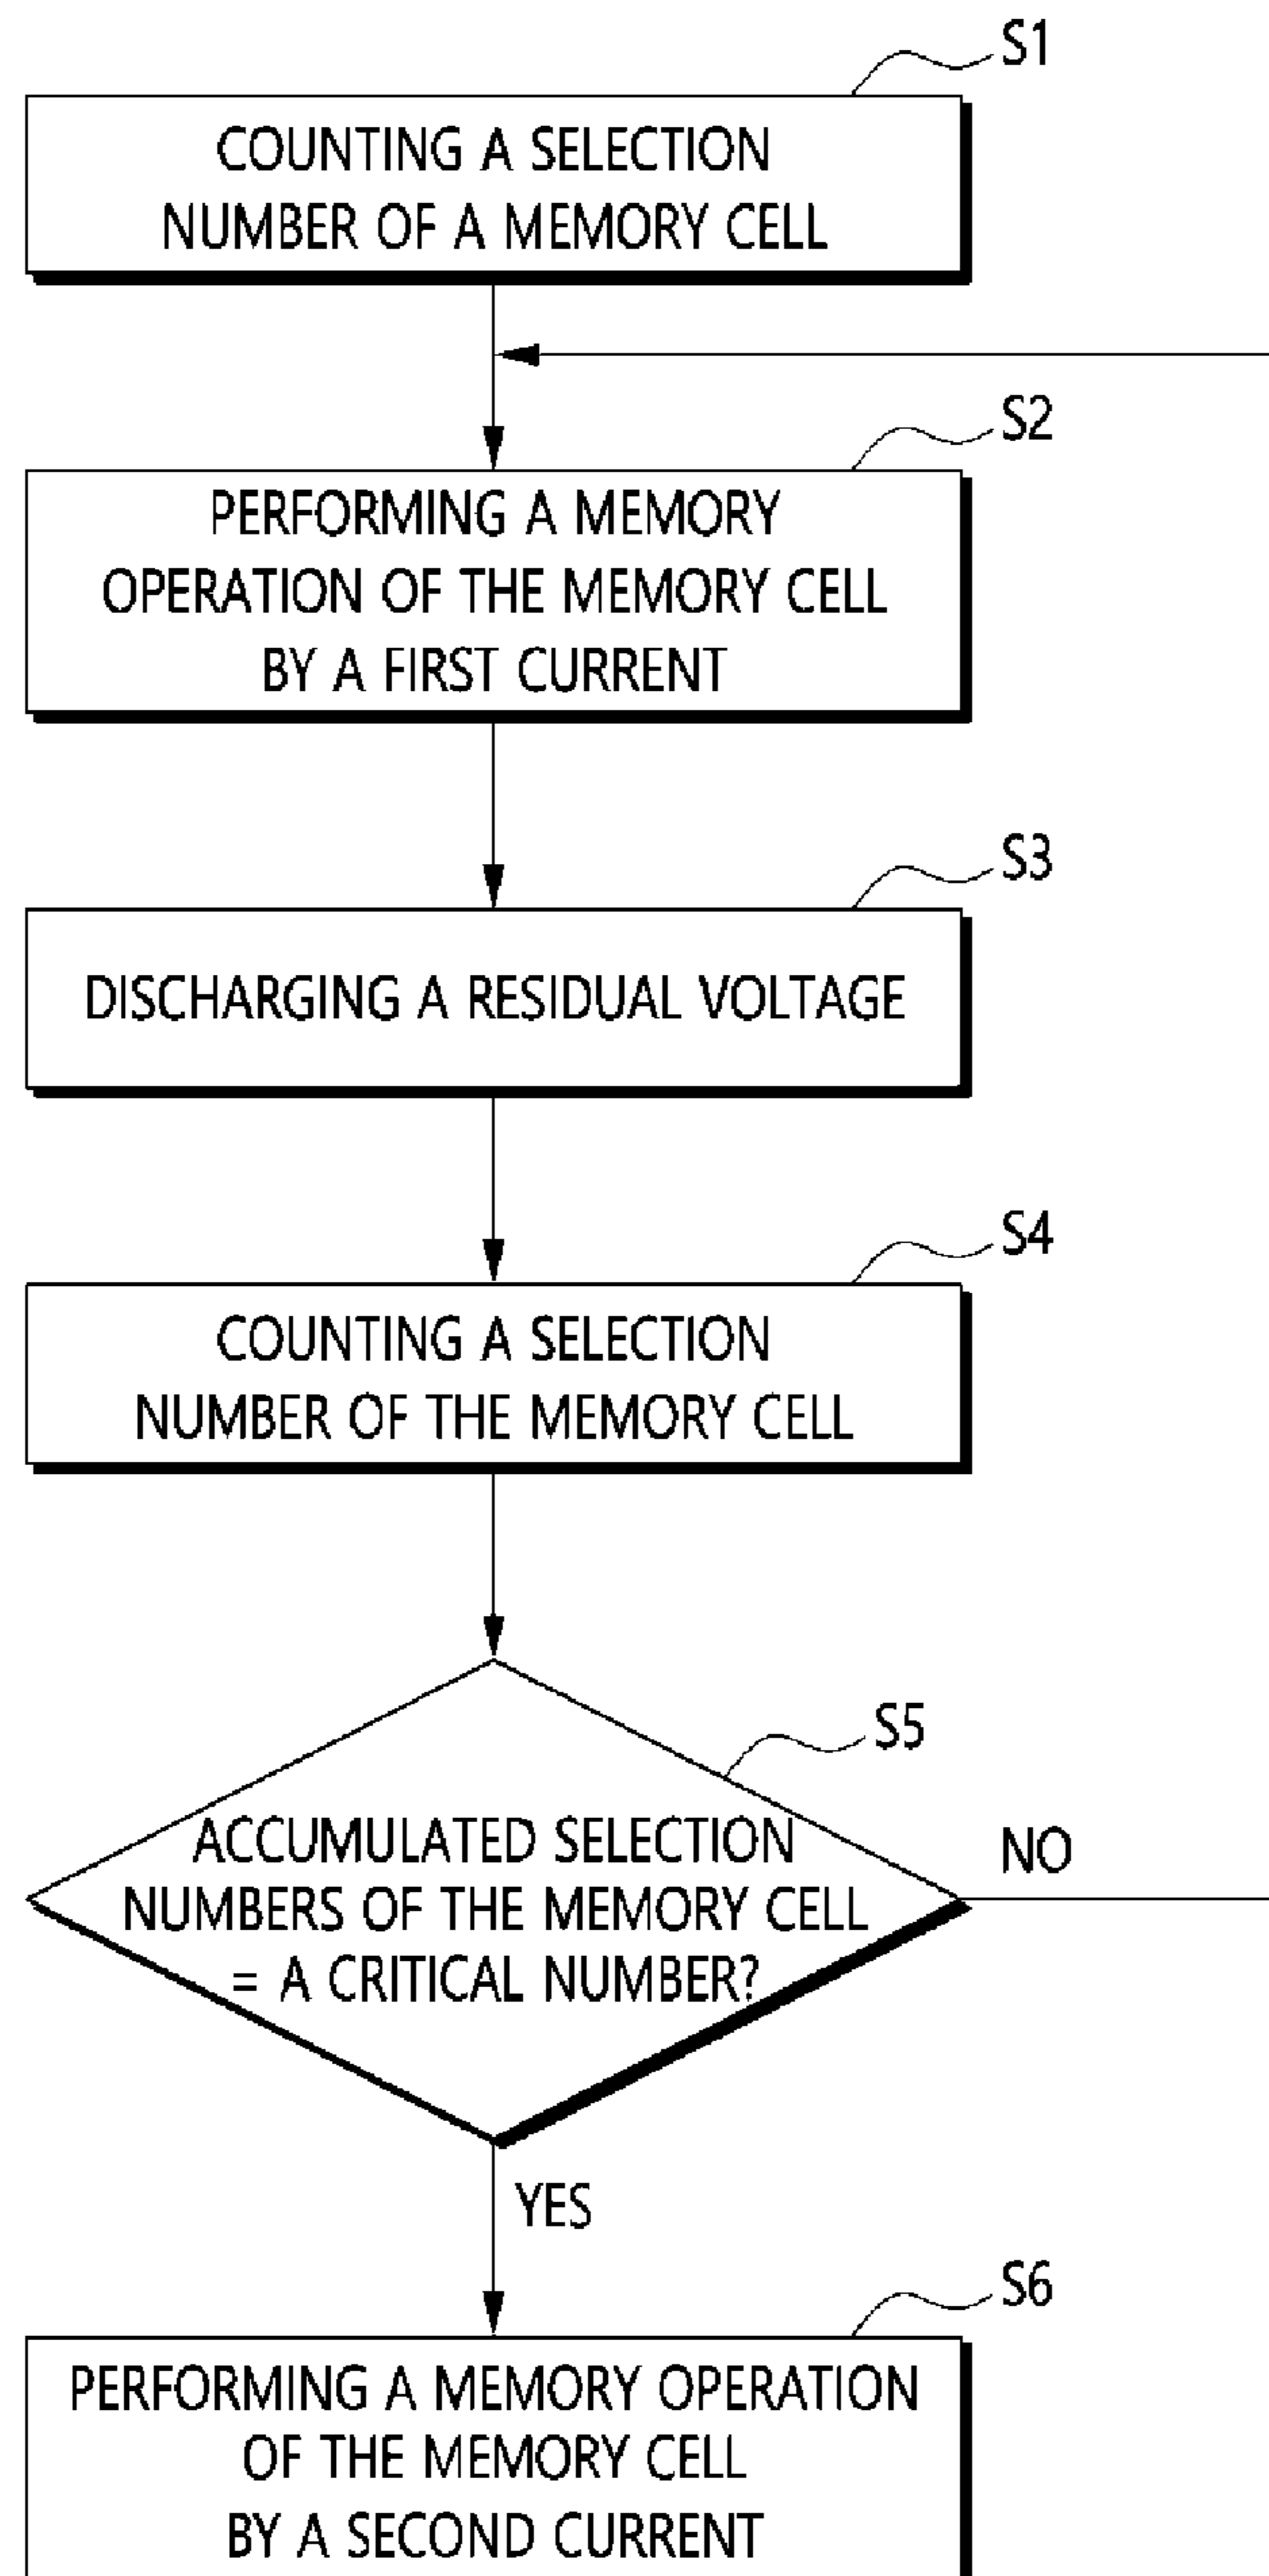 S1
COUNTING A SELECTION
NUMBER OF A MEMORY CELL
S2
PERFORMING A MEMORY
OPERATION OF THE MEMORY CELL
BY A FIRST CURRENT
S3
DISCHARGING A RESIDUAL VOLTAGE
S4
COUNTING A SELECTION
NUMBER OF THE MEMORY CELL
S5
ACCUMULATED SELECTION
NUMBERS OF THE MEMORY CELL
= A CRITICAL NUMBER?
NO
YES
S6
PERFORMING A MEMORY OPERATION
OF THE MEMORY CELL
BY A SECOND CURRENT